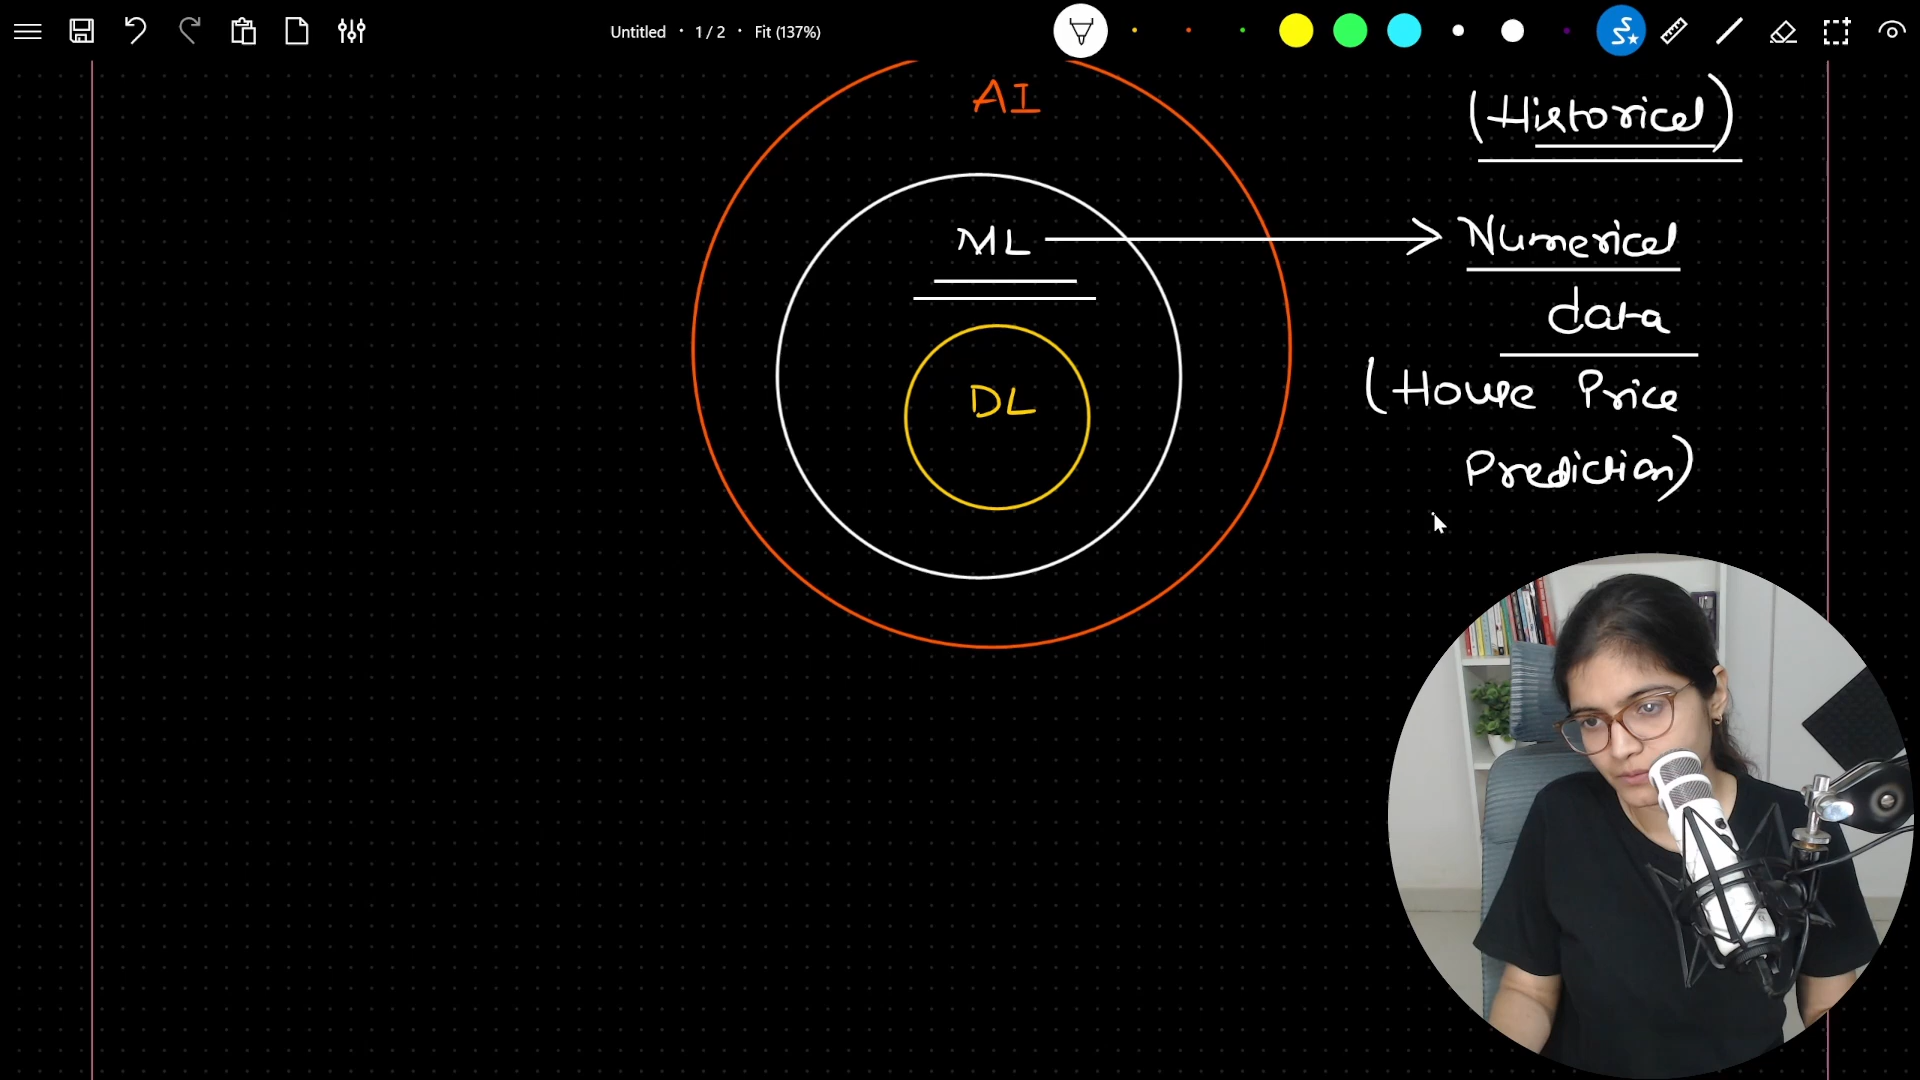 Untitled • 1 / 2 • Fit (137%)
AI
(Historical)
ML
Numerical
data
DL
(House Price
Prediction)